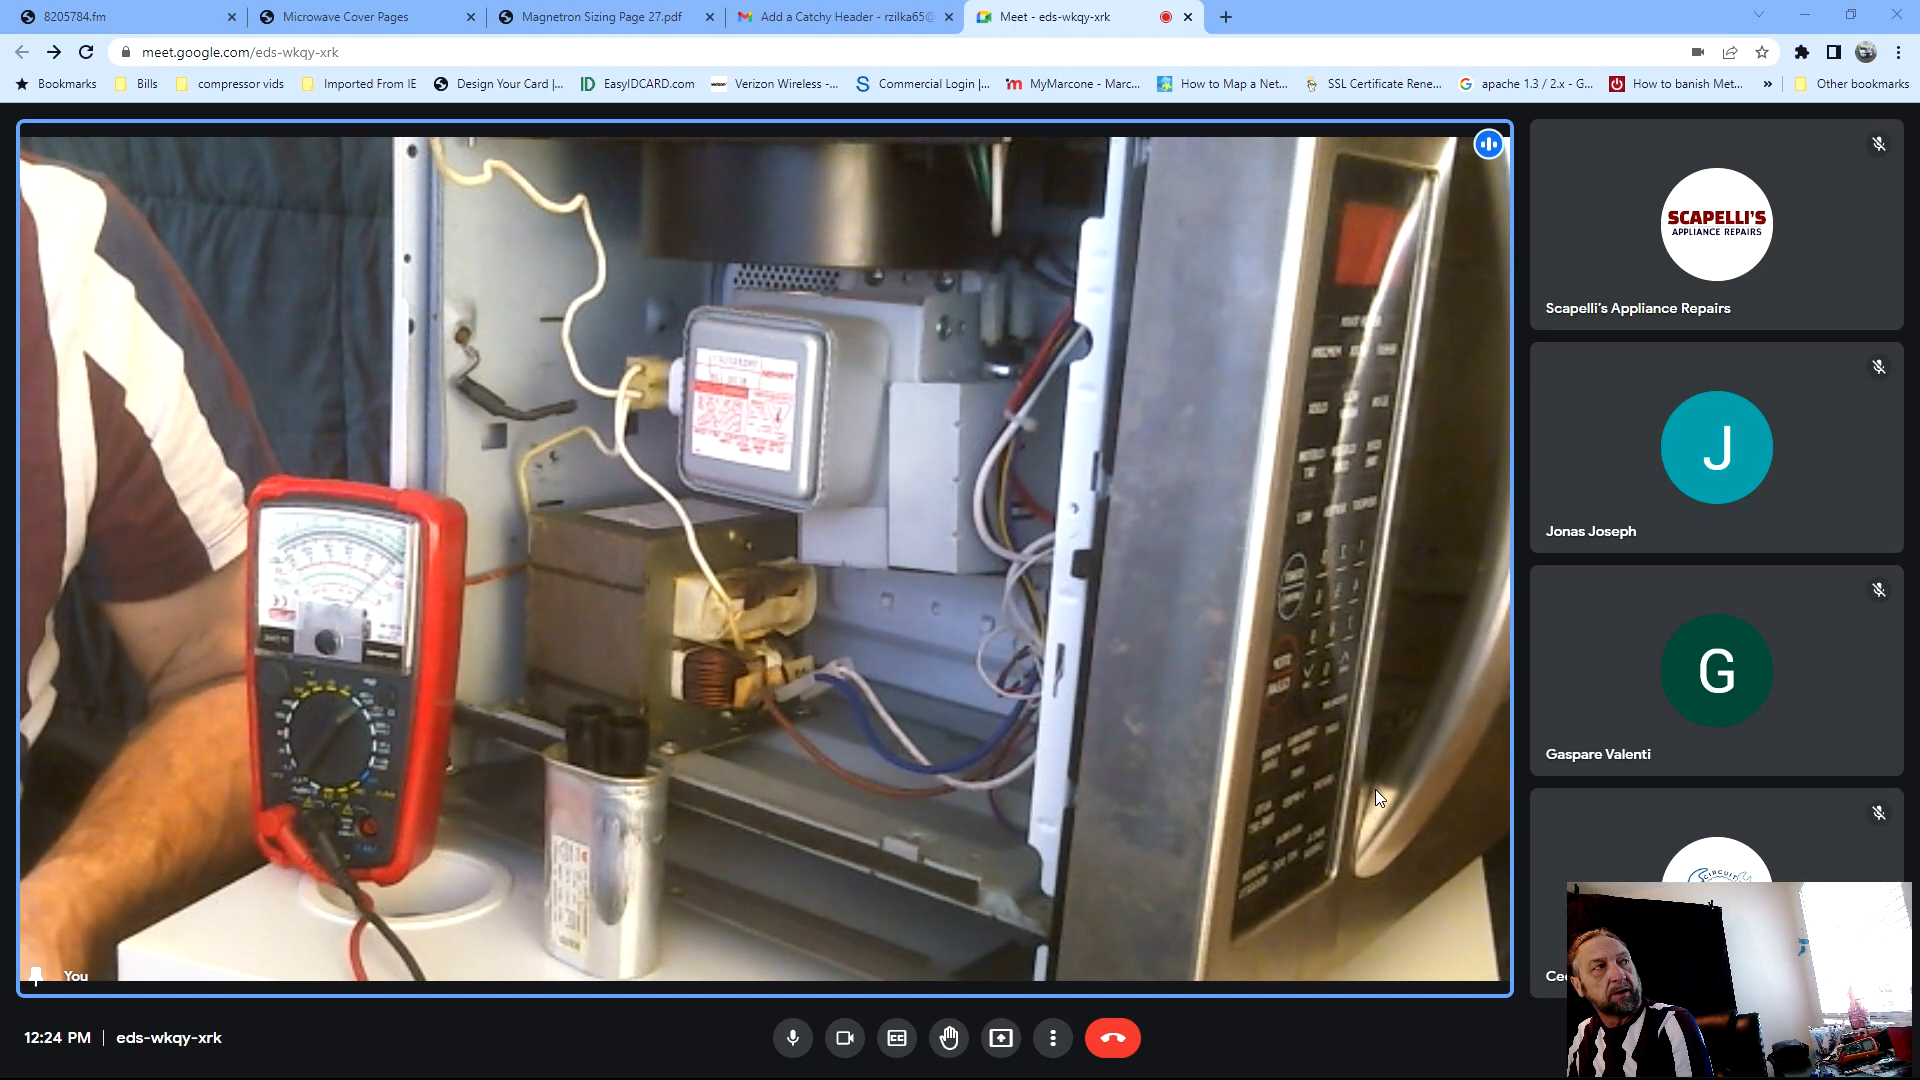 8205784.fm
Microwave Cover Pages
Magnetron Sizing Page 27.pdf
Add a Catchy Header - rzilka65@
Meet - eds-wkqy-xrk
meet.google.com/eds-wkqy-xrk
Bookmarks
Bills
compressor vids
Imported From IE
Design Your Card |...
EasyIDCARD.com
Verizon Wireless -...
Commercial Login |...
MyMarcone - Marc...
How to Map a Net...
SSL Certificate Rene...
apache 1.3 / 2.x - G...
How to banish Met...
»
Other bookmarks
SCAPELLI'S
APPLIANCE REPAIRS
Scapelli's Appliance Repairs
J
Jonas Joseph
G
Gaspare Valenti
CIRCUIT
You
12:24 PM | eds-wkqy-xrk